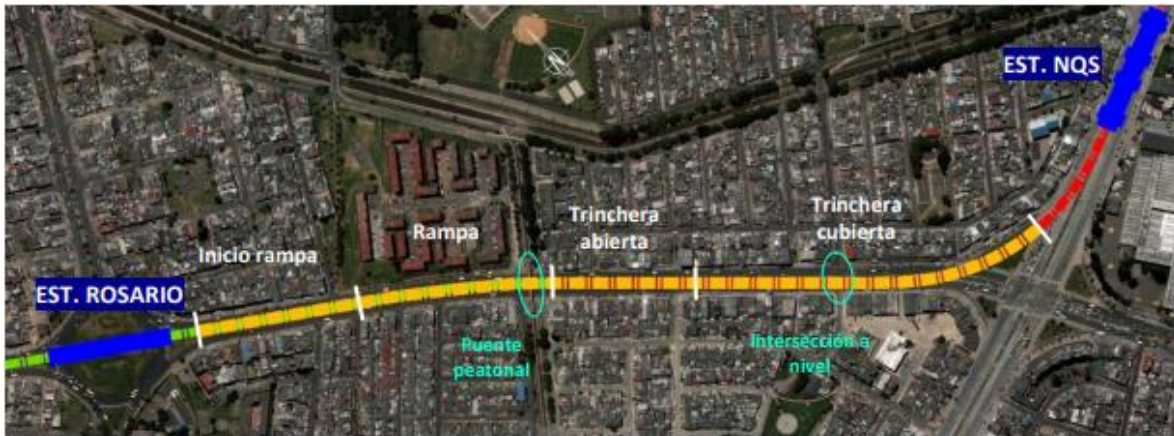 EST. NQS
Trinchera
abierta
Trinchera
cubierta
Rampa
Inicio rampa
EST. ROSARIO
Puente
peatonal
Intersección a
nivel